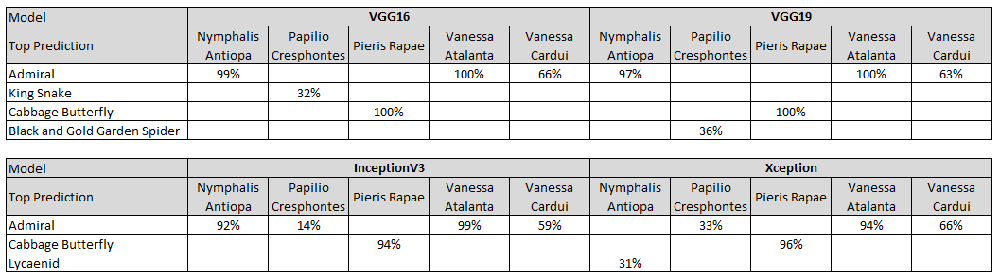 Model VGG16 VGG19
Top Prediction Nymphalis Antiopa Papilio Cresphontes Pieris Rapae Vanessa Atalanta Vanessa Cardui Nymphalis Antiopa Papilio Cresphontes Pieris Rapae Vanessa Atalanta Vanessa Cardui
Admiral 99% 100% 66% 97% 100% 63%
King Snake 32%
Cabbage Butterfly 100% 100%
Black and Gold Garden Spider 36%
Model InceptionV3 Xception
Top Prediction Nymphalis Antiopa Papilio Cresphontes Pieris Rapae Vanessa Atalanta Vanessa Cardui Nymphalis Antiopa Papilio Cresphontes Pieris Rapae Vanessa Atalanta Vanessa Cardui
Admiral 92% 14% 99% 59% 33% 94% 66%
Cabbage Butterfly 94% 96%
Lycaenid 31%